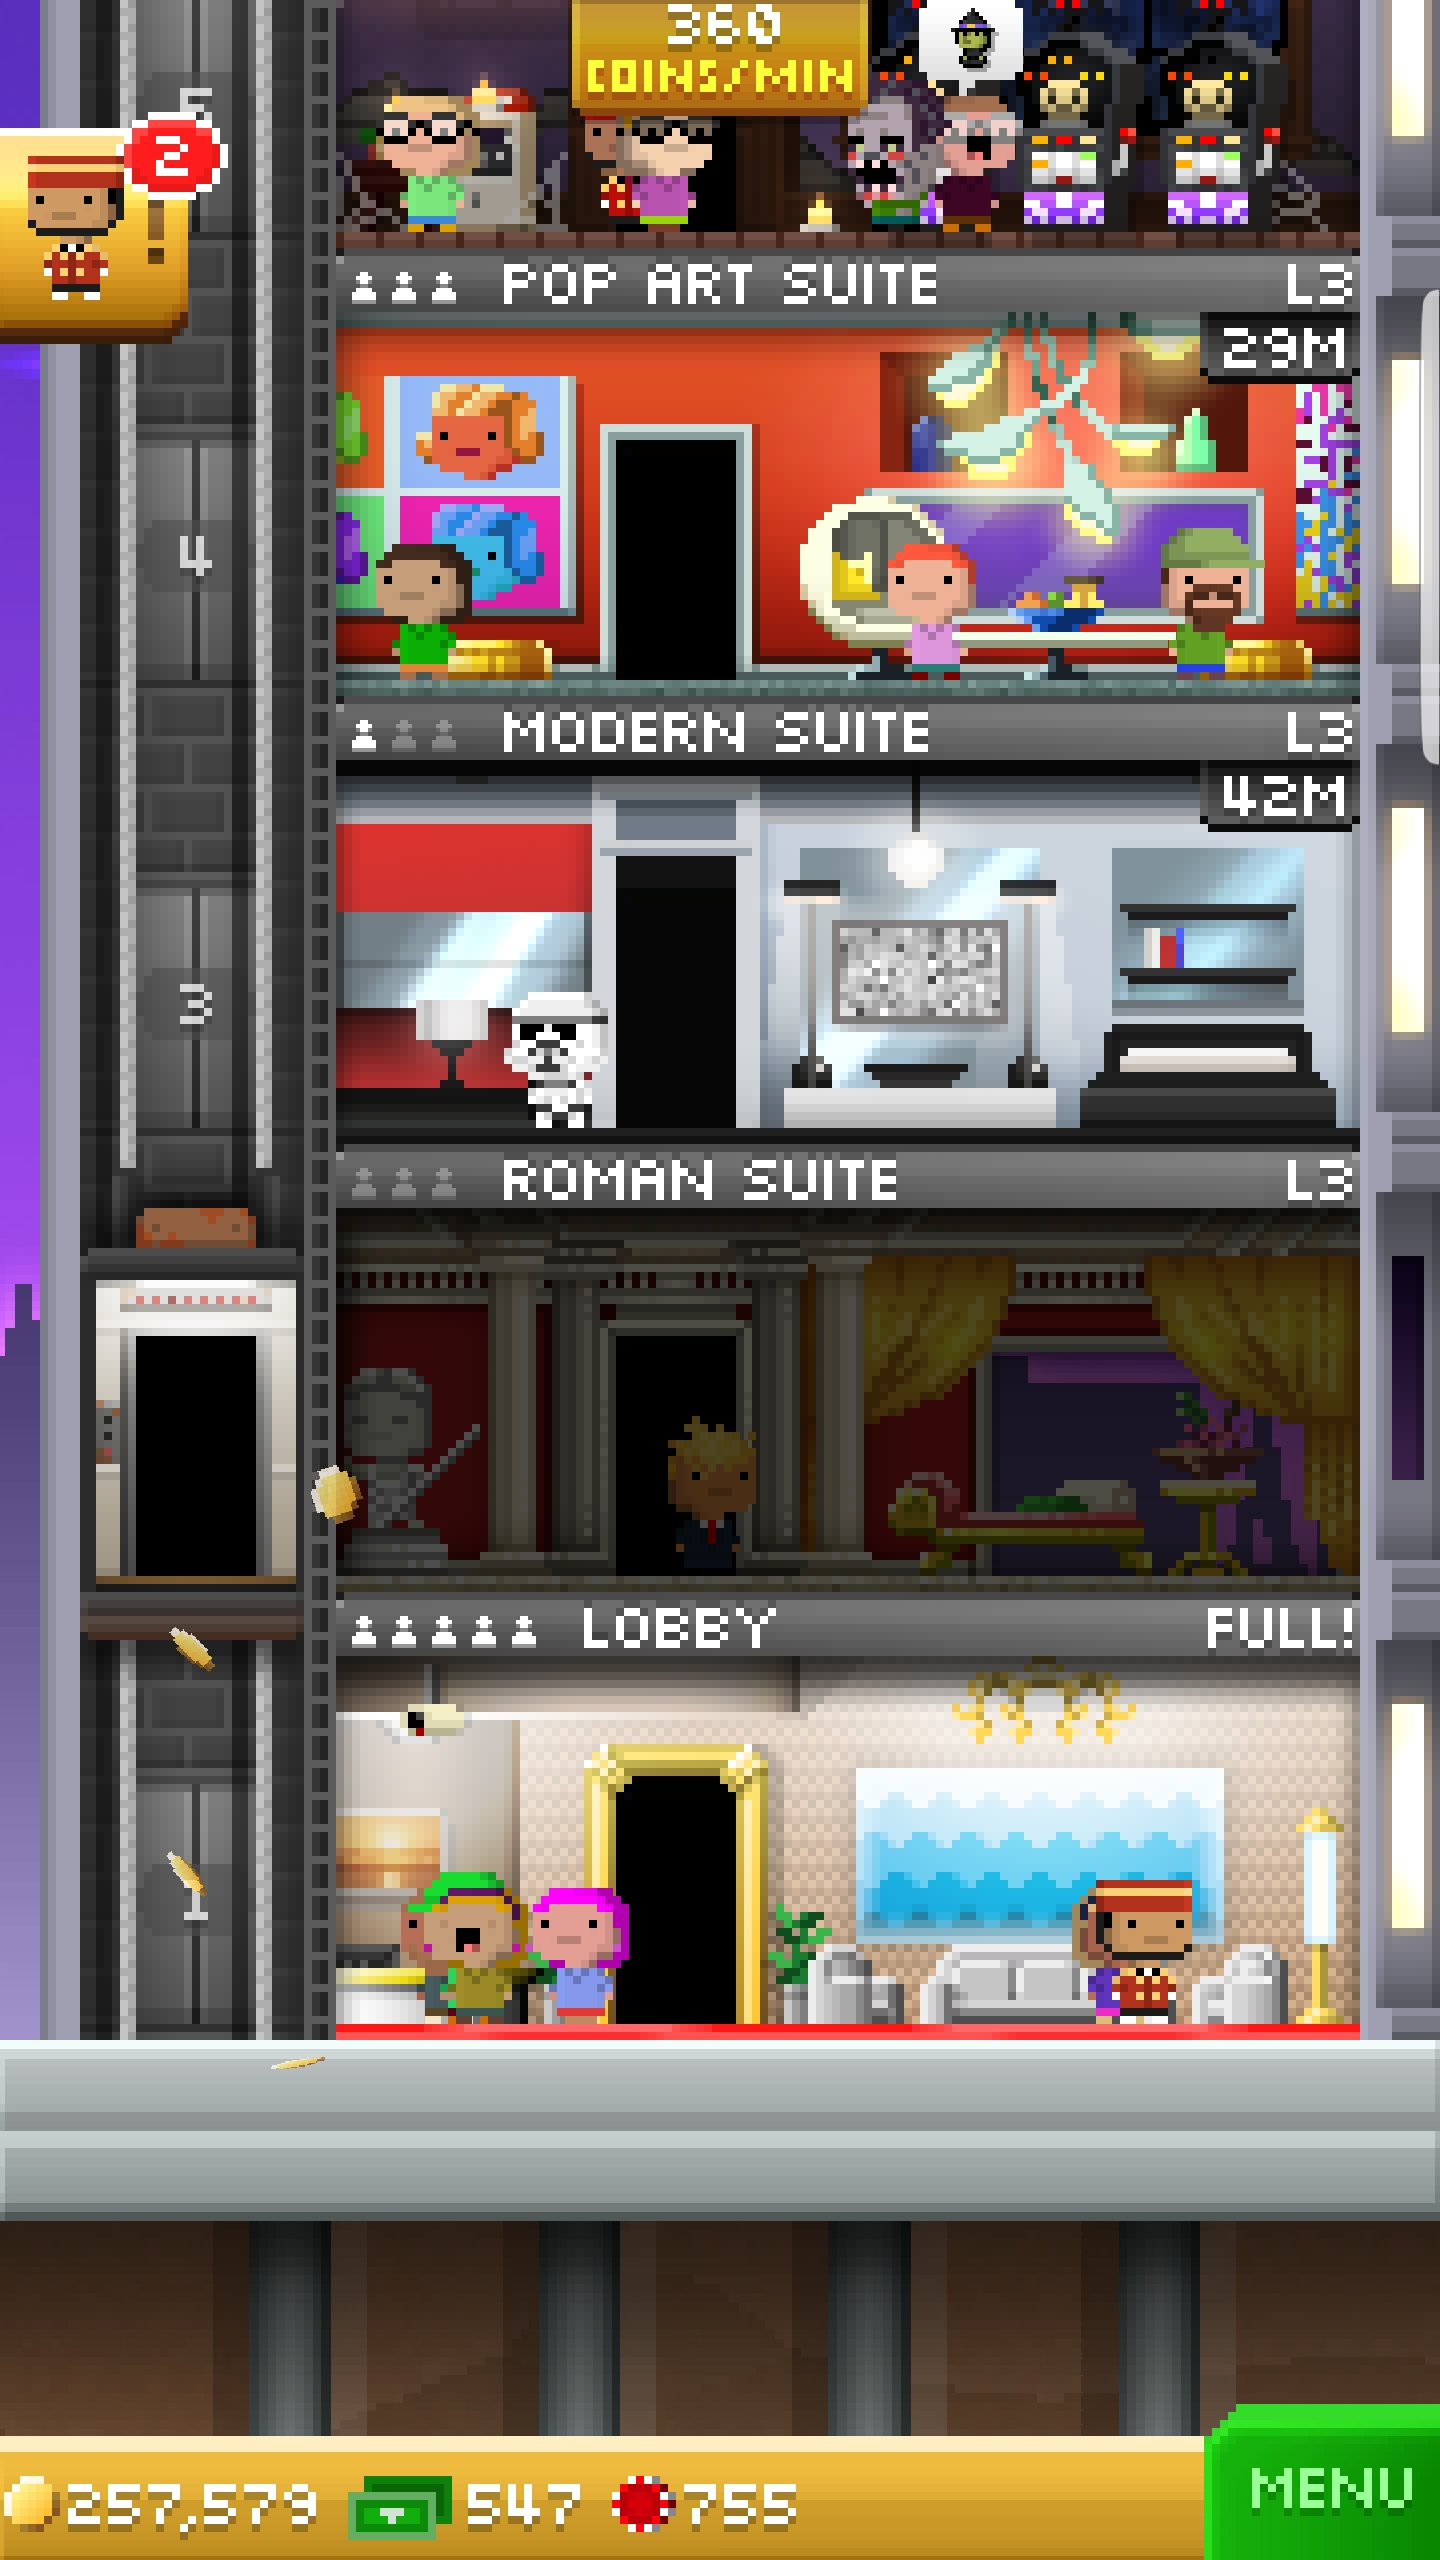 360
COINS/MIN
5
2
!
POP ART SUITE L3
29M
4
MODERN SUITE L3
42M
3
ROMAN SUITE L3
LOBBY FULL!
1
257,579 547 755
MENU